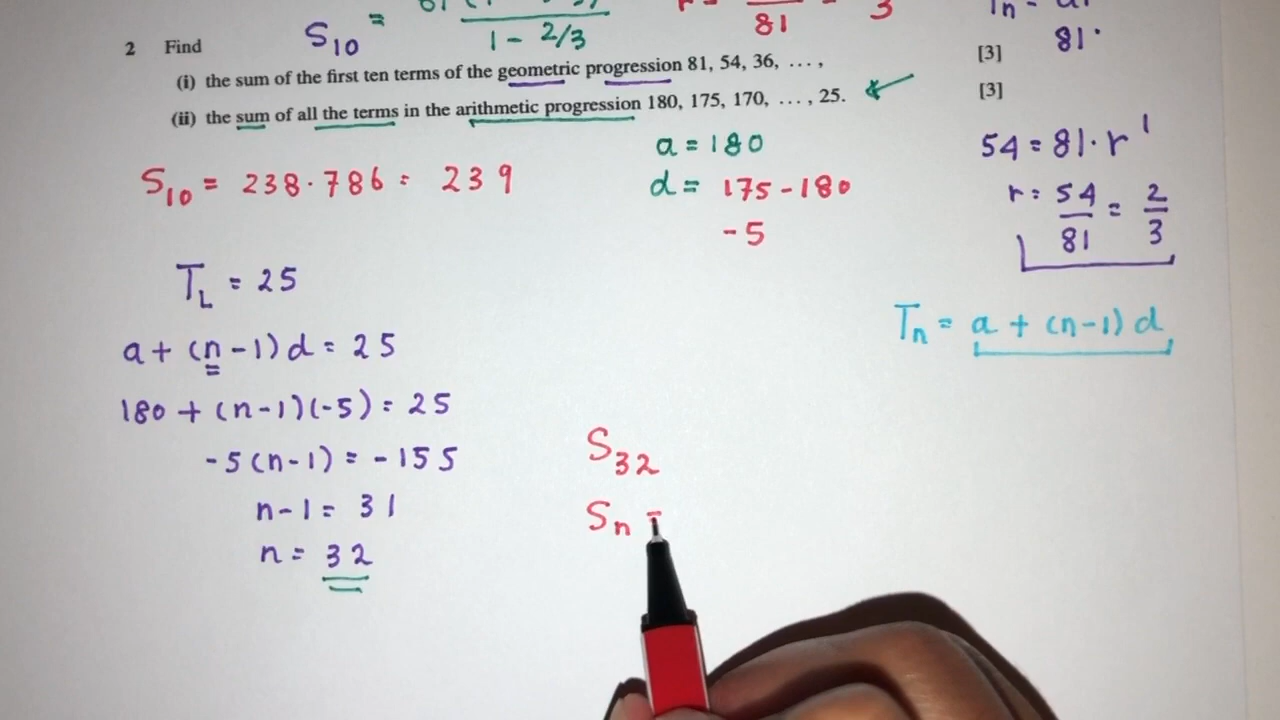 S10 =
1 - 2/3
81
3
81·
2 Find
(i) the sum of the first ten terms of the geometric progression 81, 54, 36, ..., [3]
(ii) the sum of all the terms in the arithmetic progression 180, 175, 170, ..., 25. [3]
S10 = 238·786 = 239
a = 180
d = 175 - 180
-5
54 = 81·r^1
r = 54/81 = 2/3
TL = 25
a + (n-1)d = 25
180 + (n-1)(-5) = 25
-5(n-1) = -155
n-1 = 31
n = 32
Tn = a + (n-1)d
S32
Sn